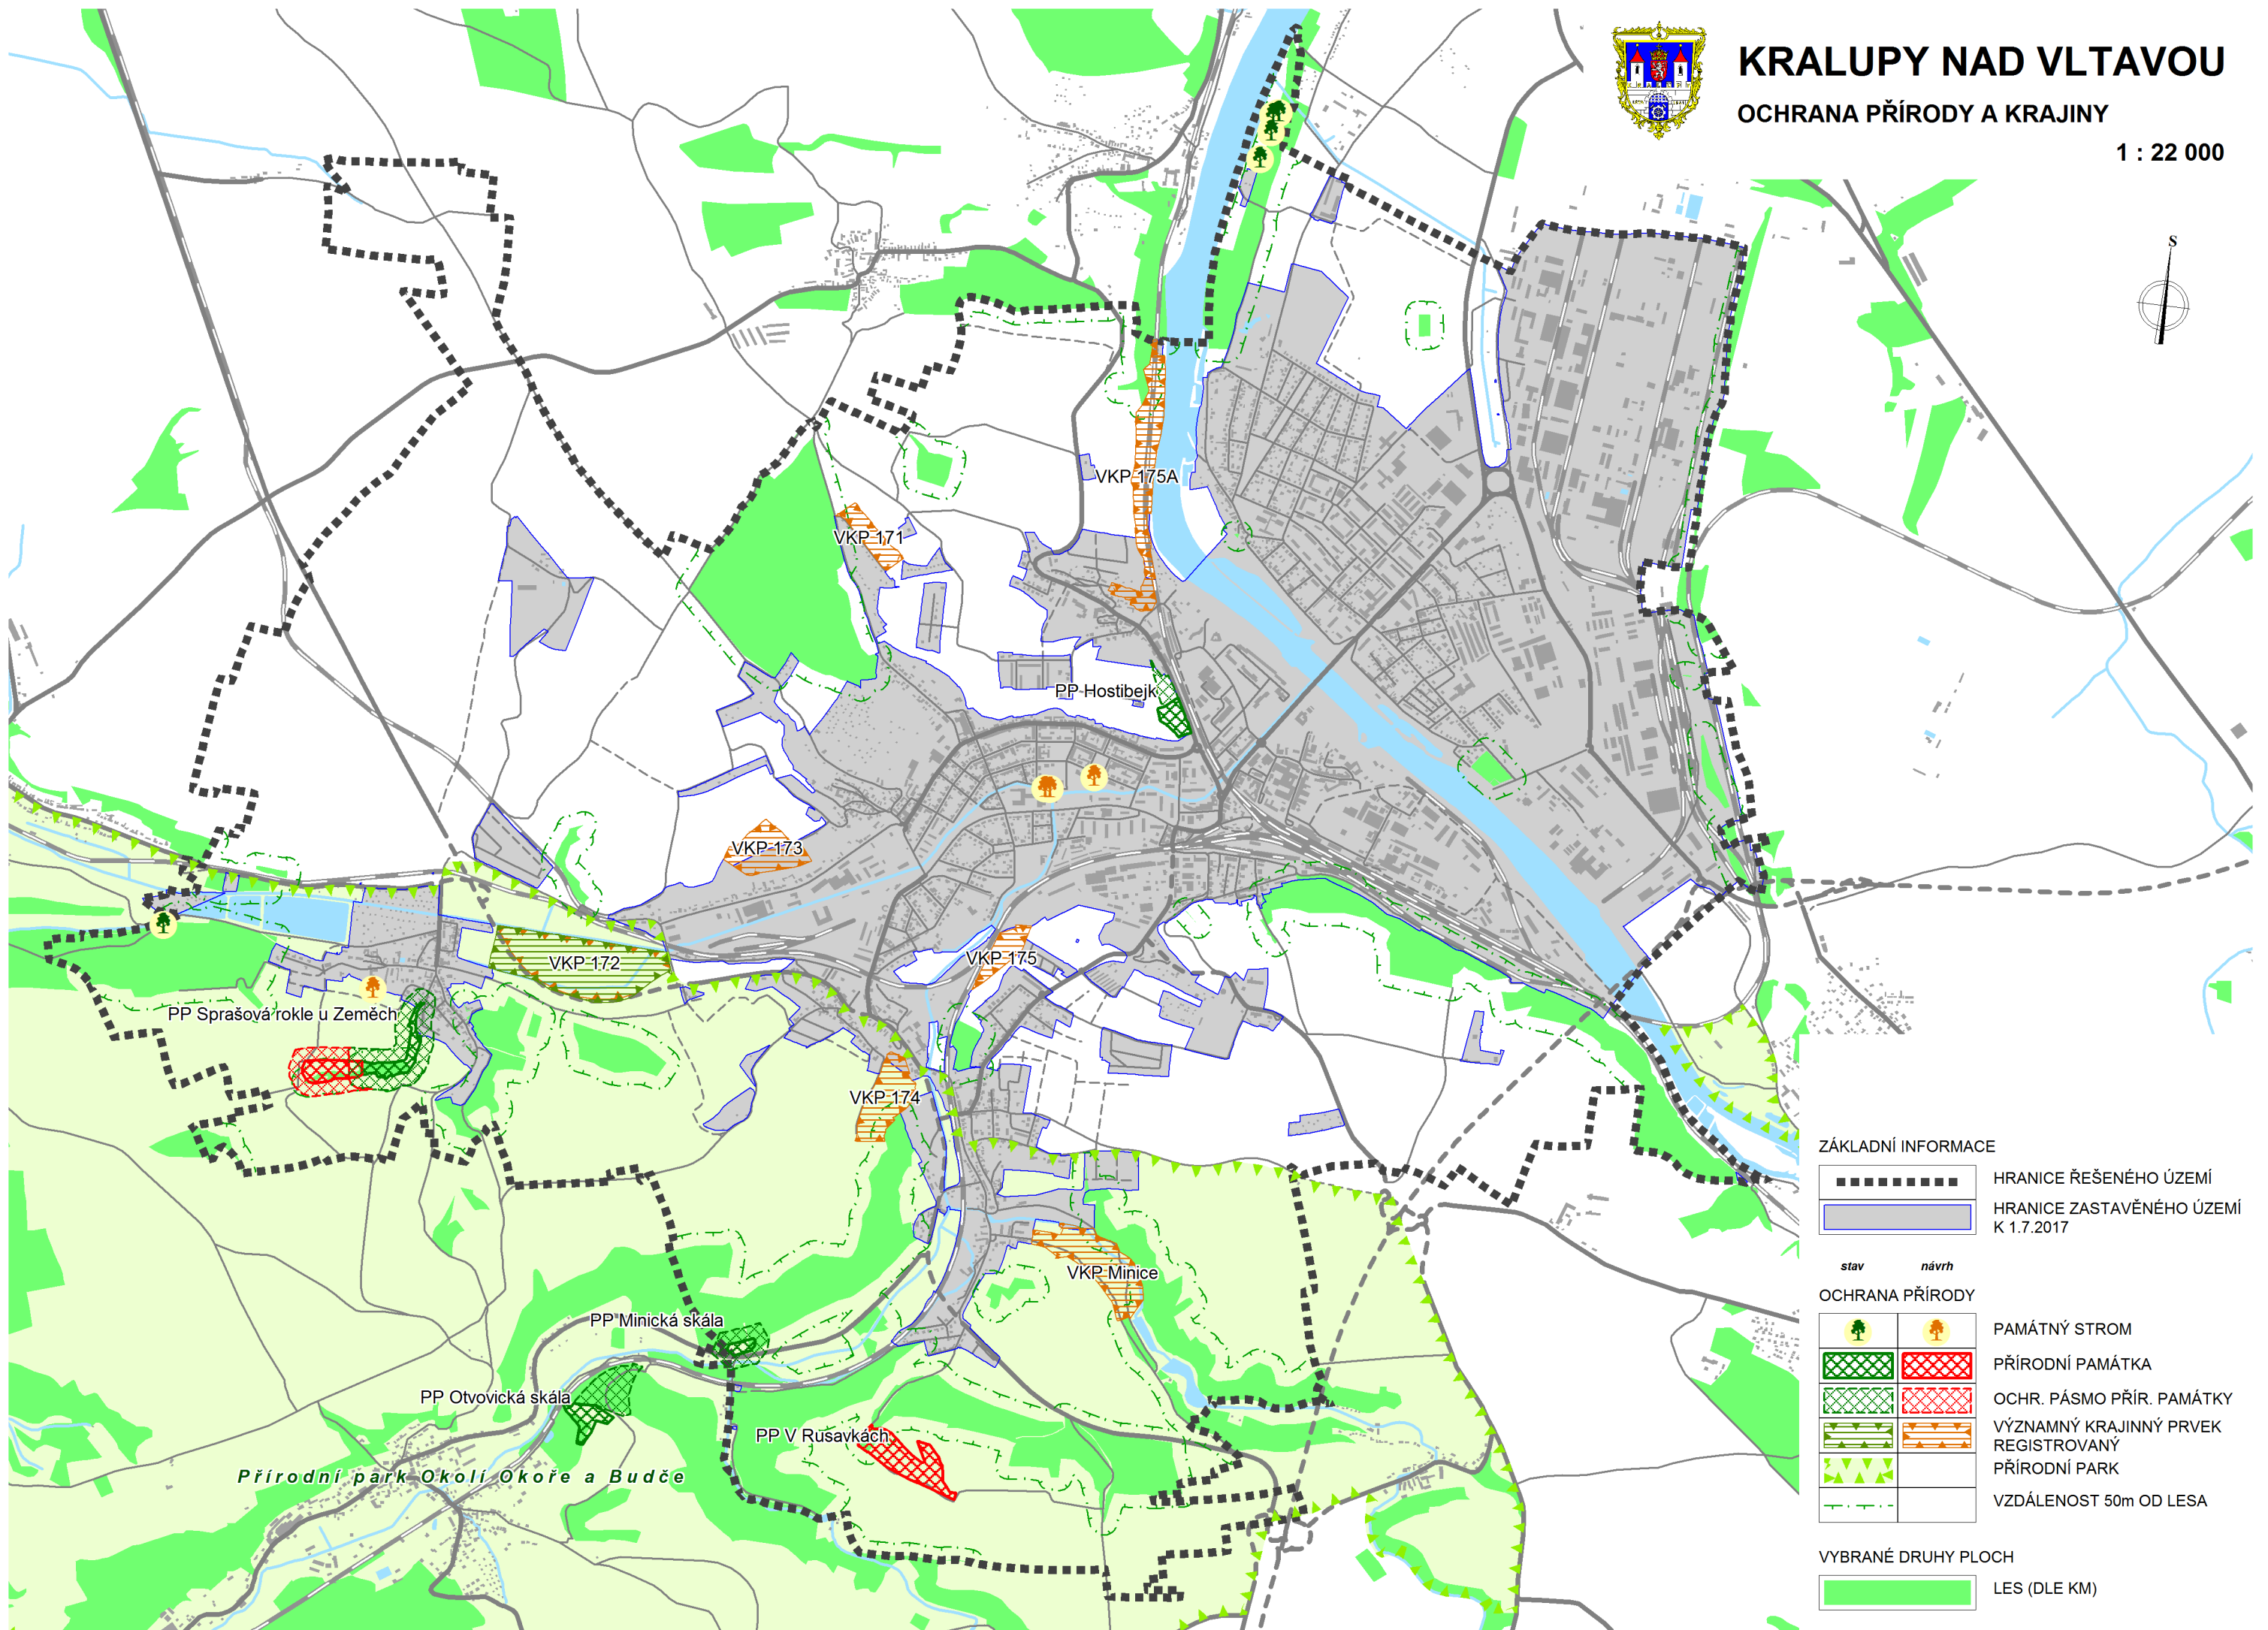 KRALUPY NAD VLTAVOU
OCHRANA PŘÍRODY A KRAJINY
1 : 22 000
S
VKP 175A
VKP 171
PP Hostibejk
VKP 173
VKP 172
VKP 175
PP Sprašová rokle u Zeměch
VKP 174
VKP Minice
PP Minická skála
PP Otvovická skála
PP V Rusavkách
Přírodní park Okolí Okoře a Budče
ZÁKLADNÍ INFORMACE
HRANICE ŘEŠENÉHO ÚZEMÍ
HRANICE ZASTAVĚNÉHO ÚZEMÍ
K 1.7.2017
stav návrh
OCHRANA PŘÍRODY
PAMÁTNÝ STROM
PŘÍRODNÍ PAMÁTKA
OCHR. PÁSMO PŘÍR. PAMÁTKY
VÝZNAMNÝ KRAJINNÝ PRVEK
REGISTROVANÝ
PŘÍRODNÍ PARK
VZDÁLENOST 50m OD LESA
VYBRANÉ DRUHY PLOCH
LES (DLE KM)